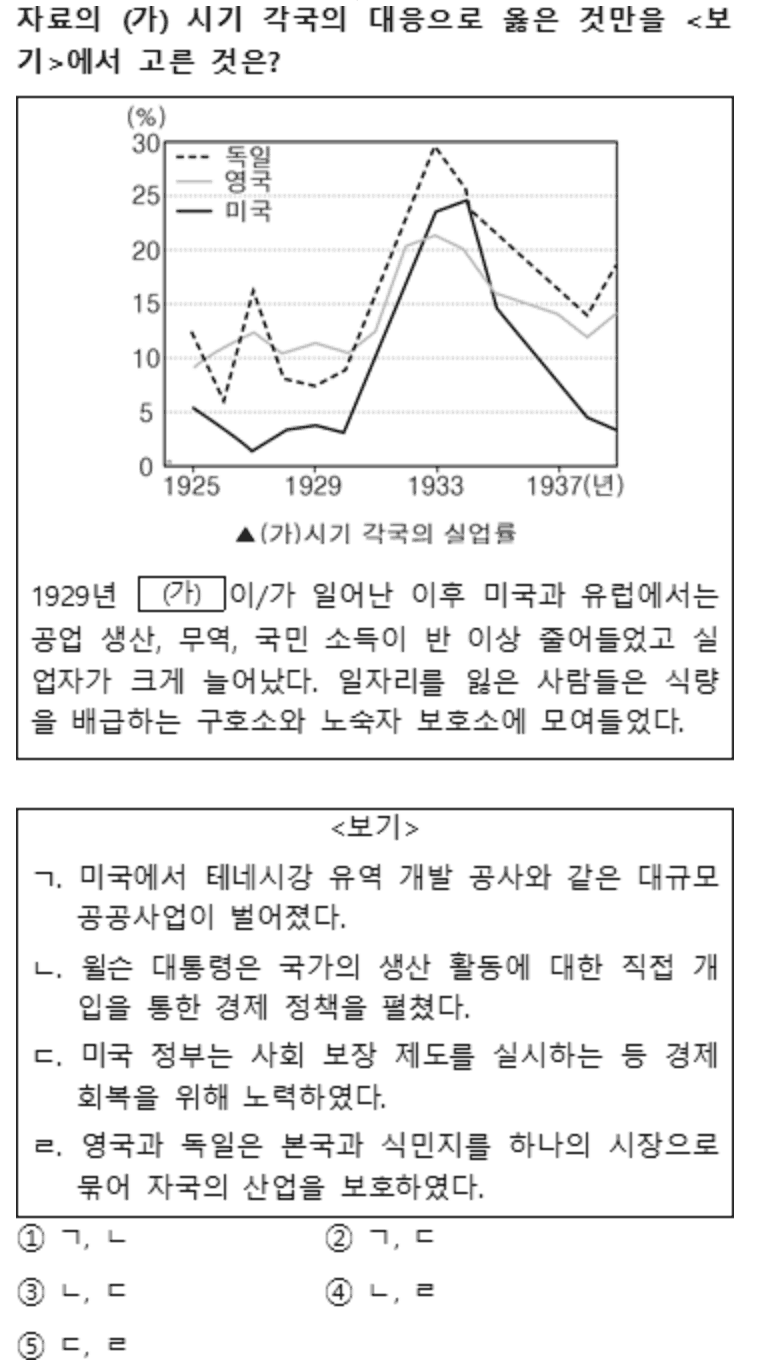 자료의 (가) 시기 각국의 대응으로 옳은 것만을 <보
기>에서 고른 것은?
(%)
30
25
20
15
10
5
0
독일
영국
미국
1925 1929 1933 1937(년)
▲(가)시기 각국의 실업률
1929년 (가) 이/가 일어난 이후 미국과 유럽에서는
공업 생산, 무역, 국민 소득이 반 이상 줄어들었고 실
업자가 크게 늘어났다. 일자리를 잃은 사람들은 식량
을 배급하는 구호소와 노숙자 보호소에 모여들었다.
<보기>
ㄱ. 미국에서 테네시강 유역 개발 공사와 같은 대규모
공공사업이 벌어졌다.
ㄴ. 윌슨 대통령은 국가의 생산 활동에 대한 직접 개
입을 통한 경제 정책을 펼쳤다.
ㄷ. 미국 정부는 사회 보장 제도를 실시하는 등 경제
회복을 위해 노력하였다.
ㄹ. 영국과 독일은 본국과 식민지를 하나의 시장으로
묶어 자국의 산업을 보호하였다.
① ㄱ, ㄴ ② ㄱ, ㄷ
③ ㄴ, ㄷ ④ ㄴ, ㄹ
⑤ ㄷ, ㄹ